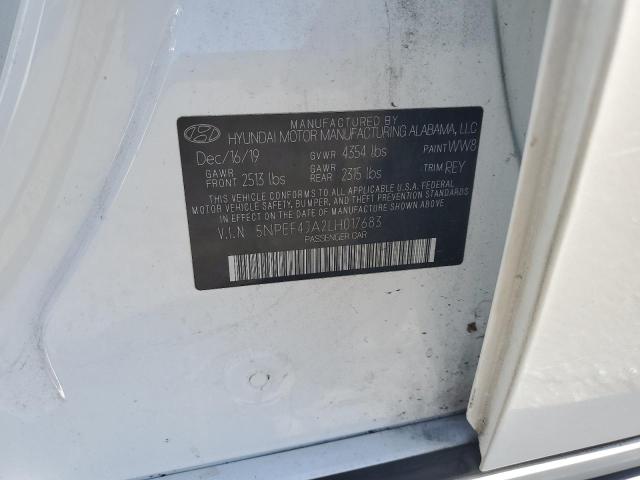 MANUFACTURED BY
HYUNDAI MOTOR MANUFACTURING ALABAMA, LLC
Dec/16/19 GVWR 4354 lbs PAINT WW8
GAWR FRONT 2513 lbs GAWR REAR 2315 lbs TRIM REY
THIS VEHICLE CONFORMS TO ALL APPLICABLE U.S.A. FEDERAL
MOTOR VEHICLE SAFETY, BUMPER, AND THEFT PREVENTION
STANDARDS IN EFFECT ON THE DATE OF MANUFACTURE SHOWN ABOVE.
V.I.N 5NPEF4JA2LH017683
PASSENGER CAR